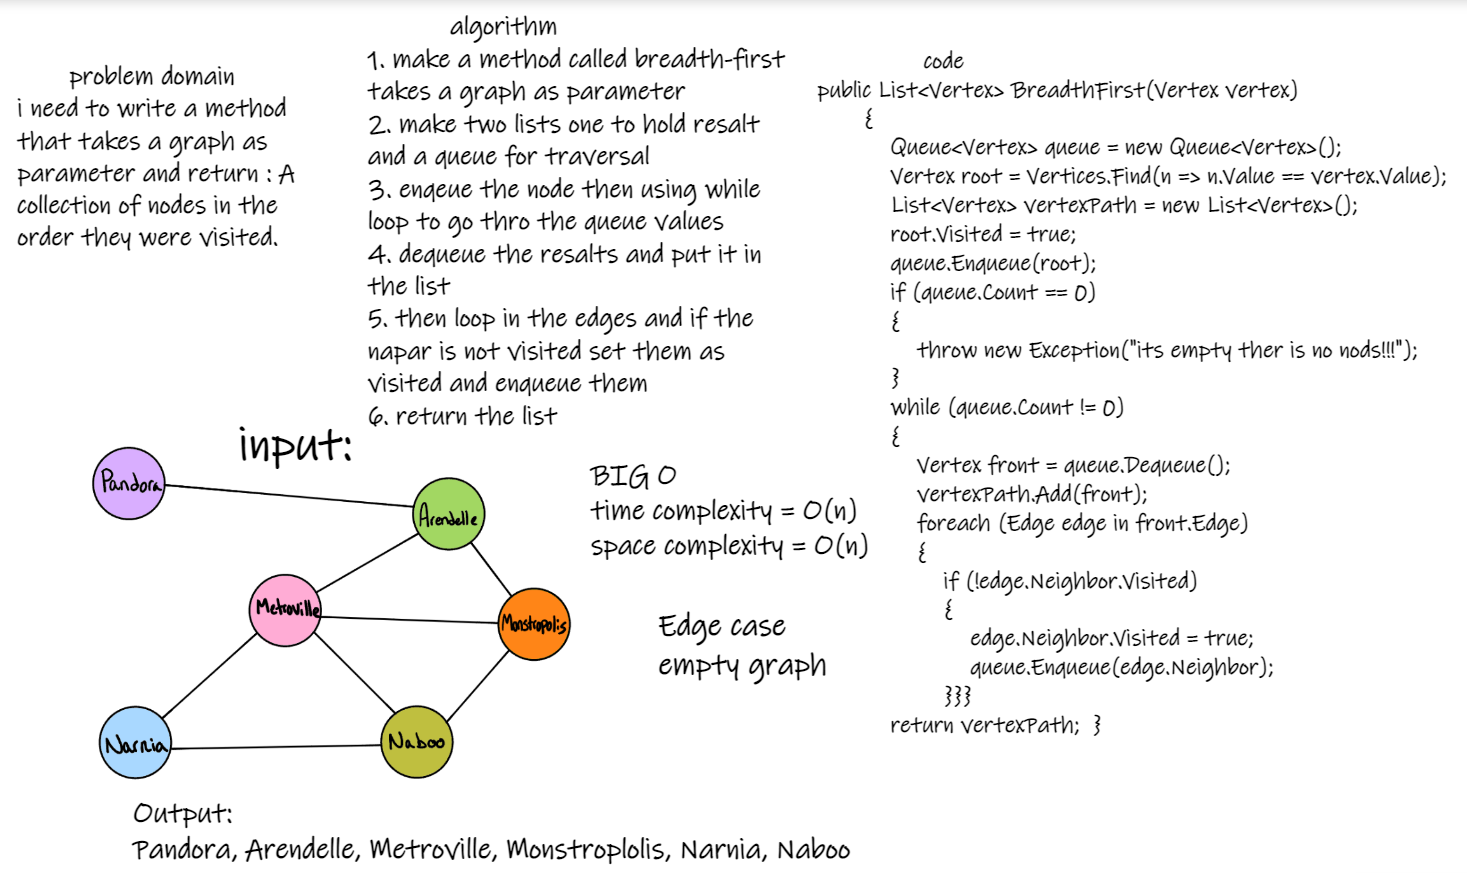 problem domain
i need to write a method
that takes a graph as
parameter and return : A
collection of nodes in the
order they were visited.
algorithm
1. make a method called breadth-first
takes a graph as parameter
2. make two lists one to hold resalt
and a queue for traversal
3. enqeue the node then using while
loop to go thro the queue values
4. dequeue the resalts and put it in
the list
5. then loop in the edges and if the
napar is not visited set them as
visited and enqueue them
6. return the list
code
public List<Vertex> BreadthFirst(Vertex vertex)
{
Queue<Vertex> queue = new Queue<Vertex>();
Vertex root = Vertices.Find(n => n.Value == vertex.Value);
List<Vertex> vertexPath = new List<Vertex>();
root.Visited = true;
queue.Enqueue(root);
if (queue.Count == 0)
{
throw new Exception("its empty ther is no nods!!!");
}
while (queue.Count != 0)
{
Vertex front = queue.Dequeue();
vertexPath.Add(front);
foreach (Edge edge in front.Edge)
{
if (!edge.Neighbor.Visited)
{
edge.Neighbor.Visited = true;
queue.Enqueue(edge.Neighbor);
}}}
return vertexPath; }
input:
Pandora
Arendelle
Metroville
Monstropolis
Narnia
Naboo
BIG O
time complexity = O(n)
space complexity = O(n)
Edge case
empty graph
Output:
Pandora, Arendelle, Metroville, Monstroplolis, Narnia, Naboo